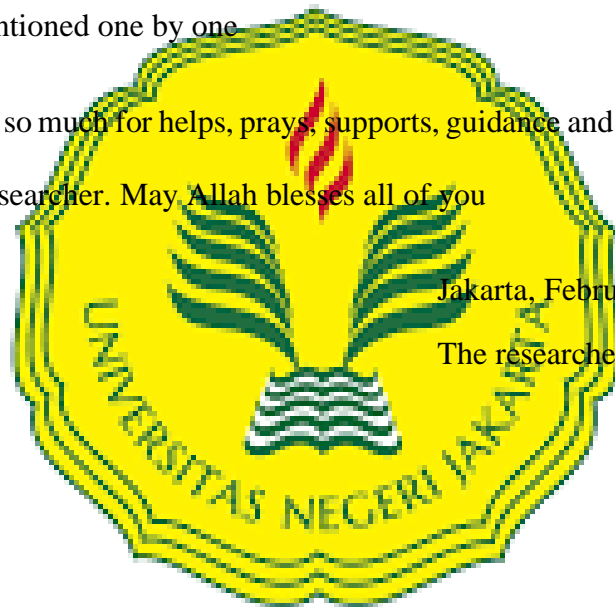 ntioned one by one
so much for helps, prays, supports, guidance and
searcher. May Allah blesses all of you
Jakarta, Febru
The researche
UNIVERSITAS NEGERI JAKARTA